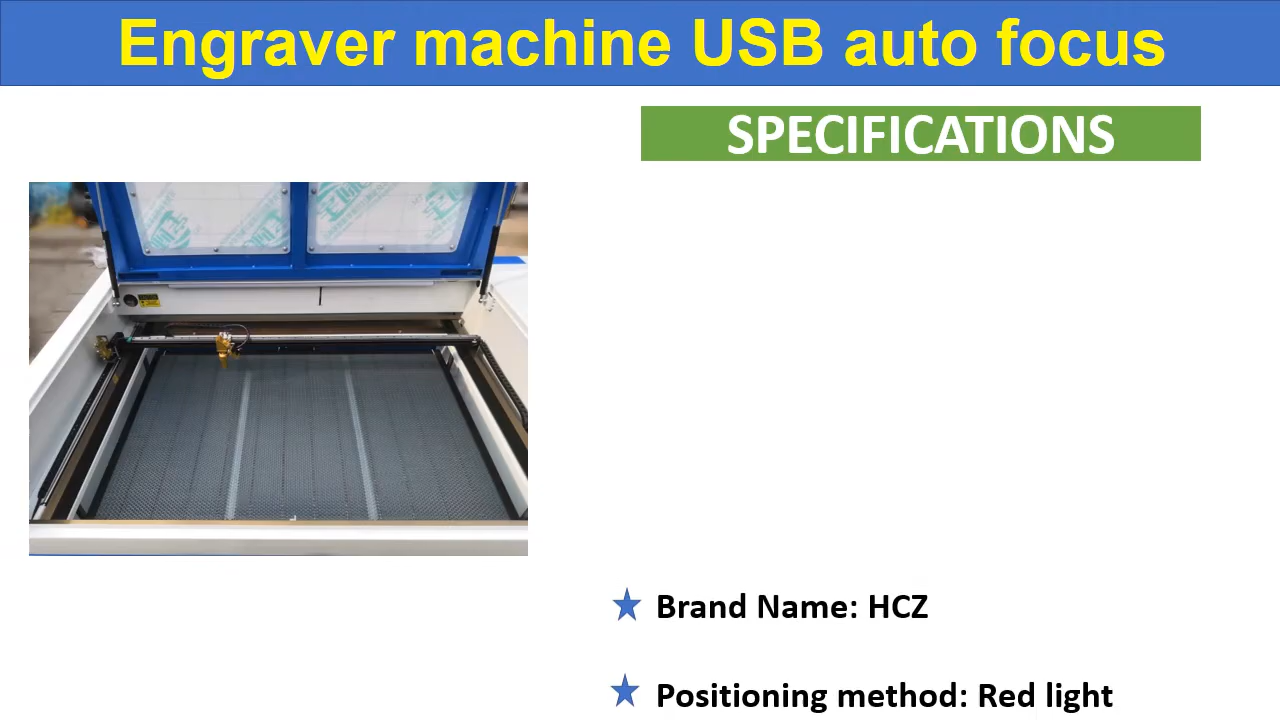 Engraver machine USB auto focus
SPECIFICATIONS
Brand Name: HCZ
Positioning method: Red light